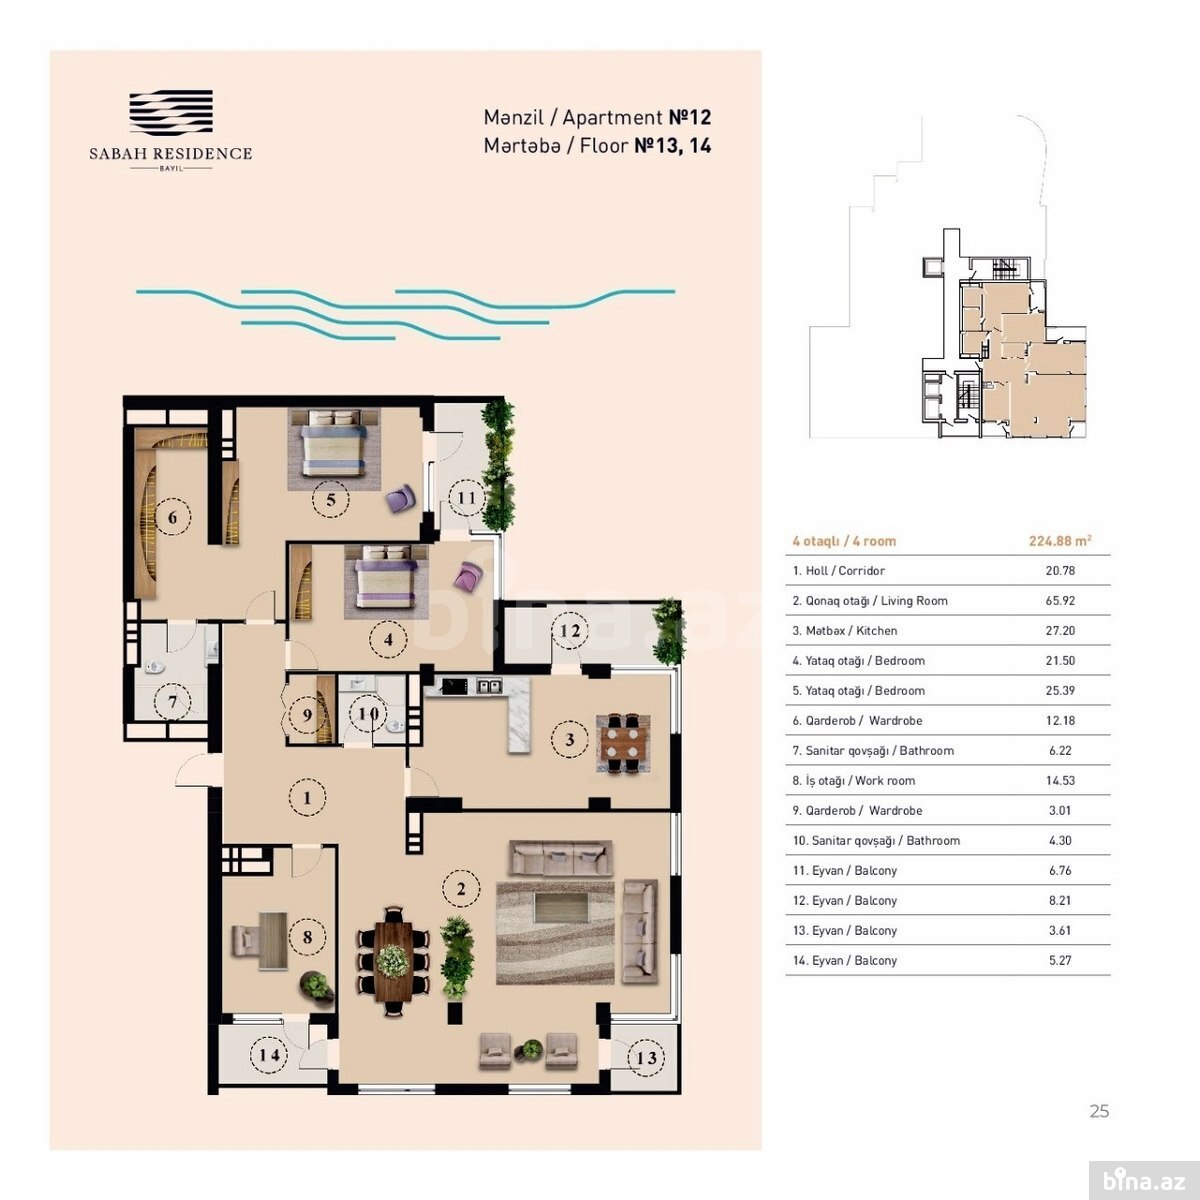 SABAH RESIDENCE
BAYIL
Mənzil / Apartment №12
Mərtəbə / Floor №13, 14
5
6
11
4
12
7
9
10
3
1
2
8
14
13
bina.az
4 otaqlı / 4 room 224.88 m²
1. Holl / Corridor 20.78
2. Qonaq otağı / Living Room 65.92
3. Mətbəx / Kitchen 27.20
4. Yataq otağı / Bedroom 21.50
5. Yataq otağı / Bedroom 25.39
6. Qarderob / Wardrobe 12.18
7. Sanitar qovşağı / Bathroom 6.22
8. İş otağı / Work room 14.53
9. Qarderob / Wardrobe 3.01
10. Sanitar qovşağı / Bathroom 4.30
11. Eyvan / Balcony 6.76
12. Eyvan / Balcony 8.21
13. Eyvan / Balcony 3.61
14. Eyvan / Balcony 5.27
25
bina.az